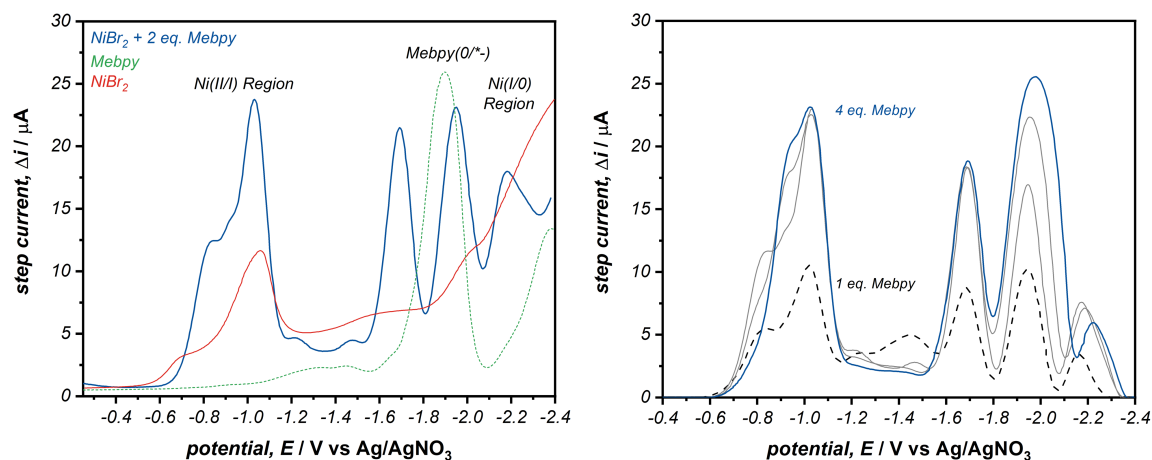 NiBr₂ + 2 eq. Mebpy
Mebpy
NiBr₂
Ni(II/I) Region
Mebpy(0/*-)
Ni(I/0)
Region
step current, Δi / μA
30
25
20
15
10
5
0
-0.4 -0.6 -0.8 -1.0 -1.2 -1.4 -1.6 -1.8 -2.0 -2.2 -2.4
potential, E / V vs Ag/AgNO₃
4 eq. Mebpy
1 eq. Mebpy
step current, Δi / μA
30
25
20
15
10
5
0
-0.4 -0.6 -0.8 -1.0 -1.2 -1.4 -1.6 -1.8 -2.0 -2.2 -2.4
potential, E / V vs Ag/AgNO₃